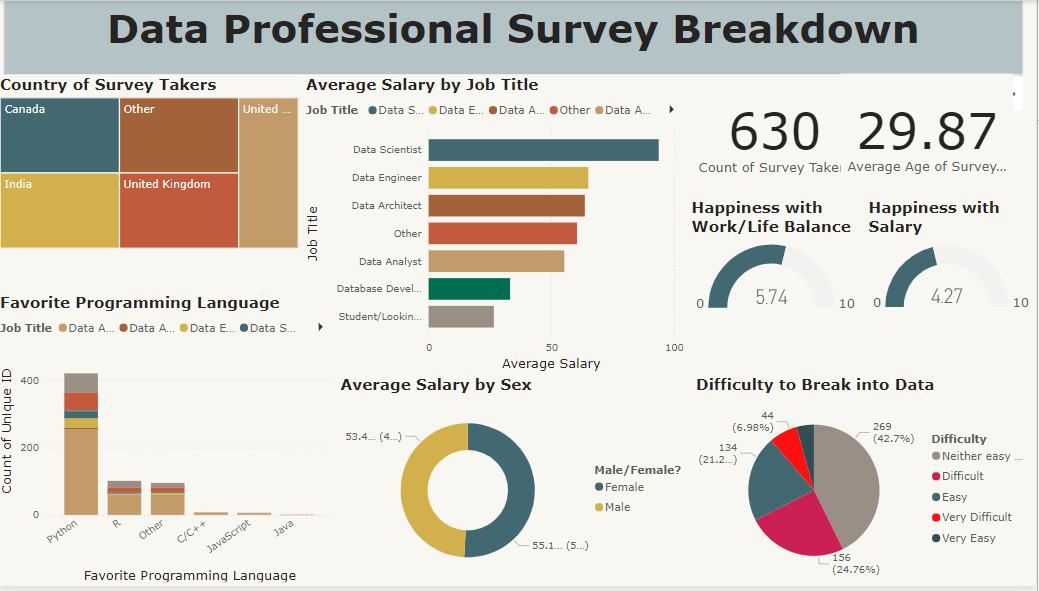 Data Professional Survey Breakdown
Country of Survey Takers
Canada
Other
United ...
India
United Kingdom
Average Salary by Job Title
Job Title Data S... Data E... Data A... Other Data A...
Job Title
Data Scientist
Data Engineer
Data Architect
Other
Data Analyst
Database Devel...
Student/Lookin...
0 50 100
Average Salary
630
Count of Survey Take
29.87
Average Age of Survey...
Happiness with
Work/Life Balance
0 5.74 10
Happiness with
Salary
0 4.27 10
Favorite Programming Language
Job Title Data A... Data A... Data E... Data S...
Count of Unique ID
400
200
0
Python R Other C/C++ JavaScript Java
Favorite Programming Language
Average Salary by Sex
53.4... (4...)
55.1... (5...)
Male/Female?
Female
Male
Difficulty to Break into Data
44
(6.98%)
134
(21.2...)
269
(42.7%)
156
(24.76%)
Difficulty
Neither easy ...
Difficult
Easy
Very Difficult
Very Easy